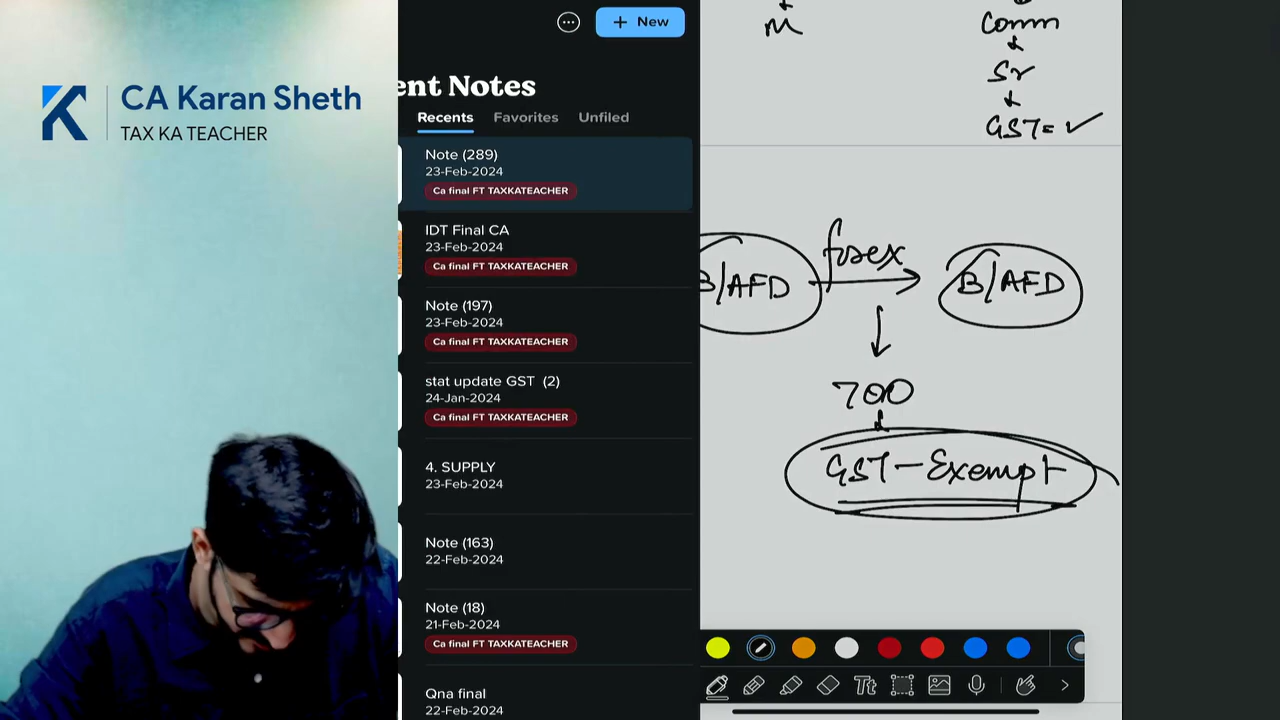 CA Karan Sheth
TAX KA TEACHER
New
ent Notes
Recents Favorites Unfiled
Note (289)
23-Feb-2024
Ca final FT TAXKATEACHER
IDT Final CA
23-Feb-2024
Ca final FT TAXKATEACHER
Note (197)
23-Feb-2024
Ca final FT TAXKATEACHER
stat update GST (2)
24-Jan-2024
Ca final FT TAXKATEACHER
4. SUPPLY
23-Feb-2024
Note (163)
22-Feb-2024
Note (18)
21-Feb-2024
Ca final FT TAXKATEACHER
Qna final
22-Feb-2024
M
Comm
Sr
GST = ✓
B/AFD forex B/AFD
700
GST - Exempt
Tt